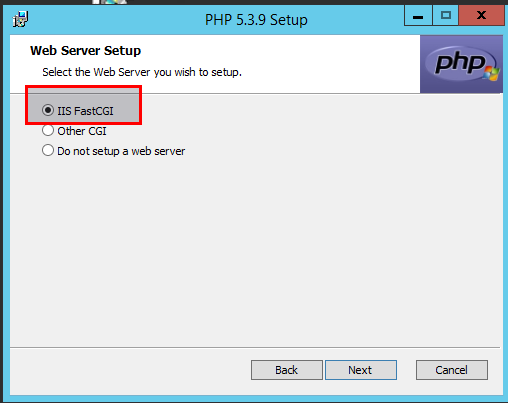 PHP 5.3.9 Setup
Web Server Setup
Select the Web Server you wish to setup.
php
IIS FastCGI
Other CGI
Do not setup a web server
Back Next Cancel